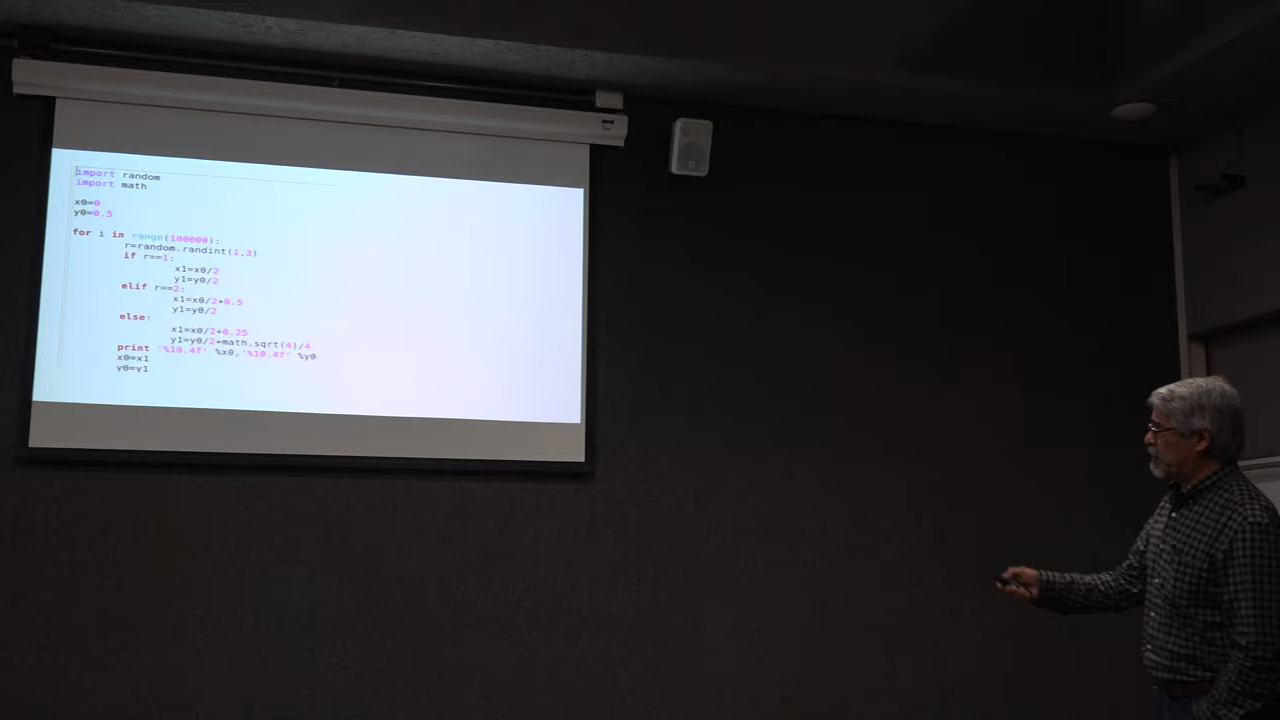 import random
import math
x0=0
y0=0.5
for i in range(100000):
r=random.randint(1,3)
if r==1:
x1=x0/2
y1=y0/2
elif r==2:
x1=x0/2+0.5
y1=y0/2
else:
x1=x0/2+0.25
y1=y0/2+math.sqrt(4)/4
print '%10.4f' %x0,'%10.4f' %y0
x0=x1
y0=y1